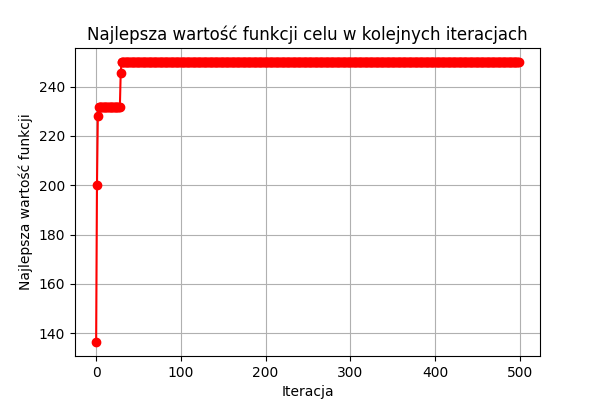 Najlepsza wartość funkcji celu w kolejnych iteracjach
Najlepsza wartość funkcji
240
220
200
180
160
140
0 100 200 300 400 500
Iteracja